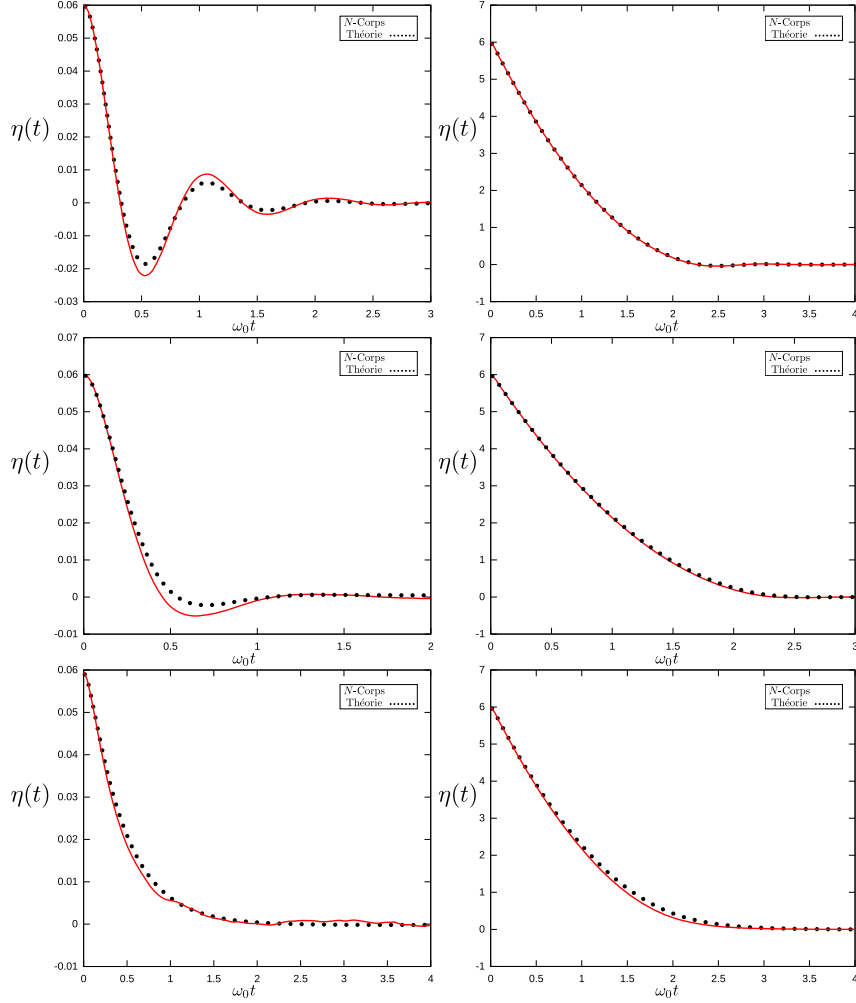 0.06
0.05
0.04
0.03
0.02
0.01
0
-0.01
-0.02
-0.03
η(t)
N-Corps
Théorie
0 0.5 1 1.5 2 2.5 3
ω₀t
7
6
5
4
3
2
1
0
-1
η(t)
N-Corps
Théorie
0 0.5 1 1.5 2 2.5 3 3.5 4
ω₀t
0.07
0.06
0.05
0.04
0.03
0.02
0.01
0
-0.01
η(t)
N-Corps
Théorie
0 0.5 1 1.5 2
ω₀t
7
6
5
4
3
2
1
0
-1
η(t)
N-Corps
Théorie
0 0.5 1 1.5 2 2.5 3
ω₀t
0.06
0.05
0.04
0.03
0.02
0.01
0
-0.01
η(t)
N-Corps
Théorie
0 0.5 1 1.5 2 2.5 3 3.5 4
ω₀t
7
6
5
4
3
2
1
0
-1
η(t)
N-Corps
Théorie
0 0.5 1 1.5 2 2.5 3 3.5 4
ω₀t